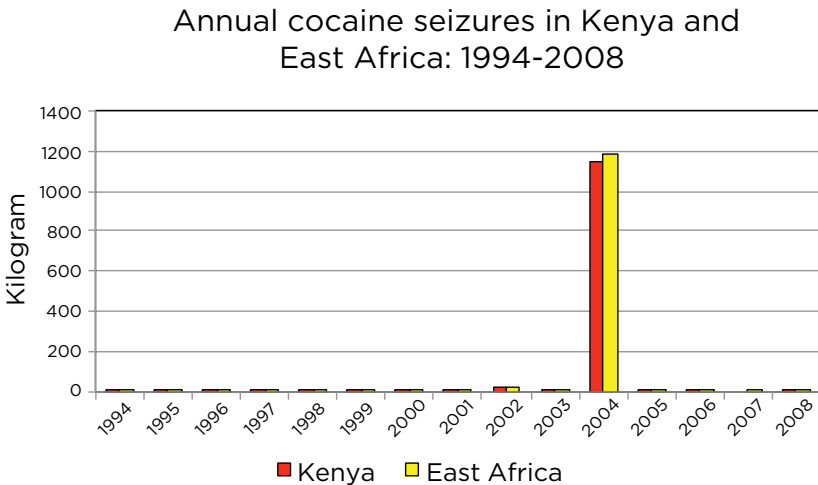 Annual cocaine seizures in Kenya and
East Africa: 1994-2008
Kilogram
1400
1200
1000
800
600
400
200
0
1994 1995 1996 1997 1998 1999 2000 2001 2002 2003 2004 2005 2006 2007 2008
Kenya East Africa